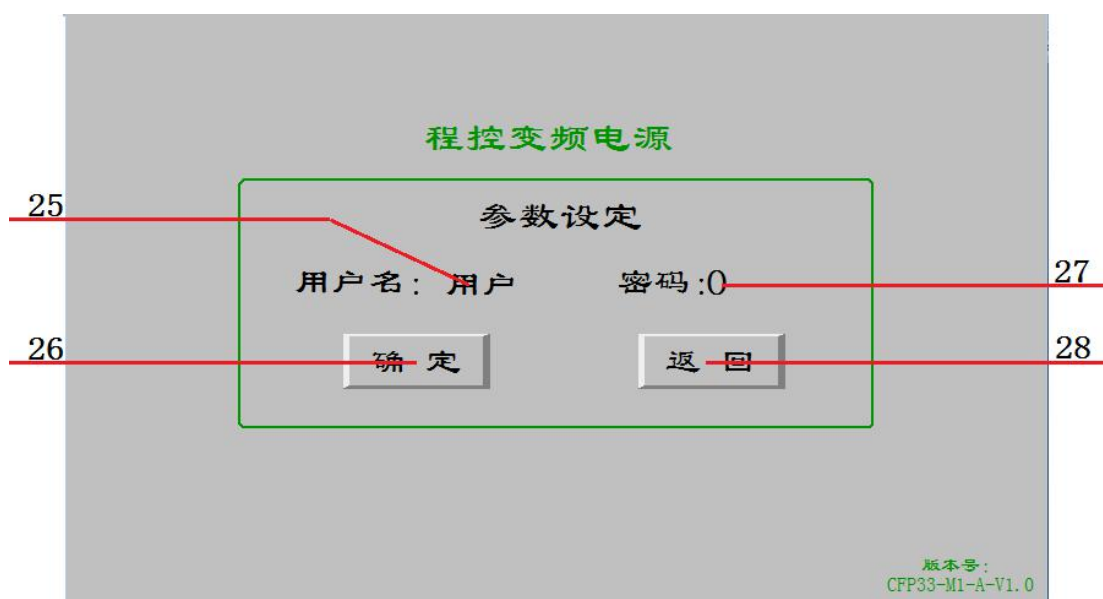 程控变频电源
25
参数设定
用户名: 用户 密码:0
27
26
确 定 返 回
28
版本号:
CFP33-M1-A-V1.0